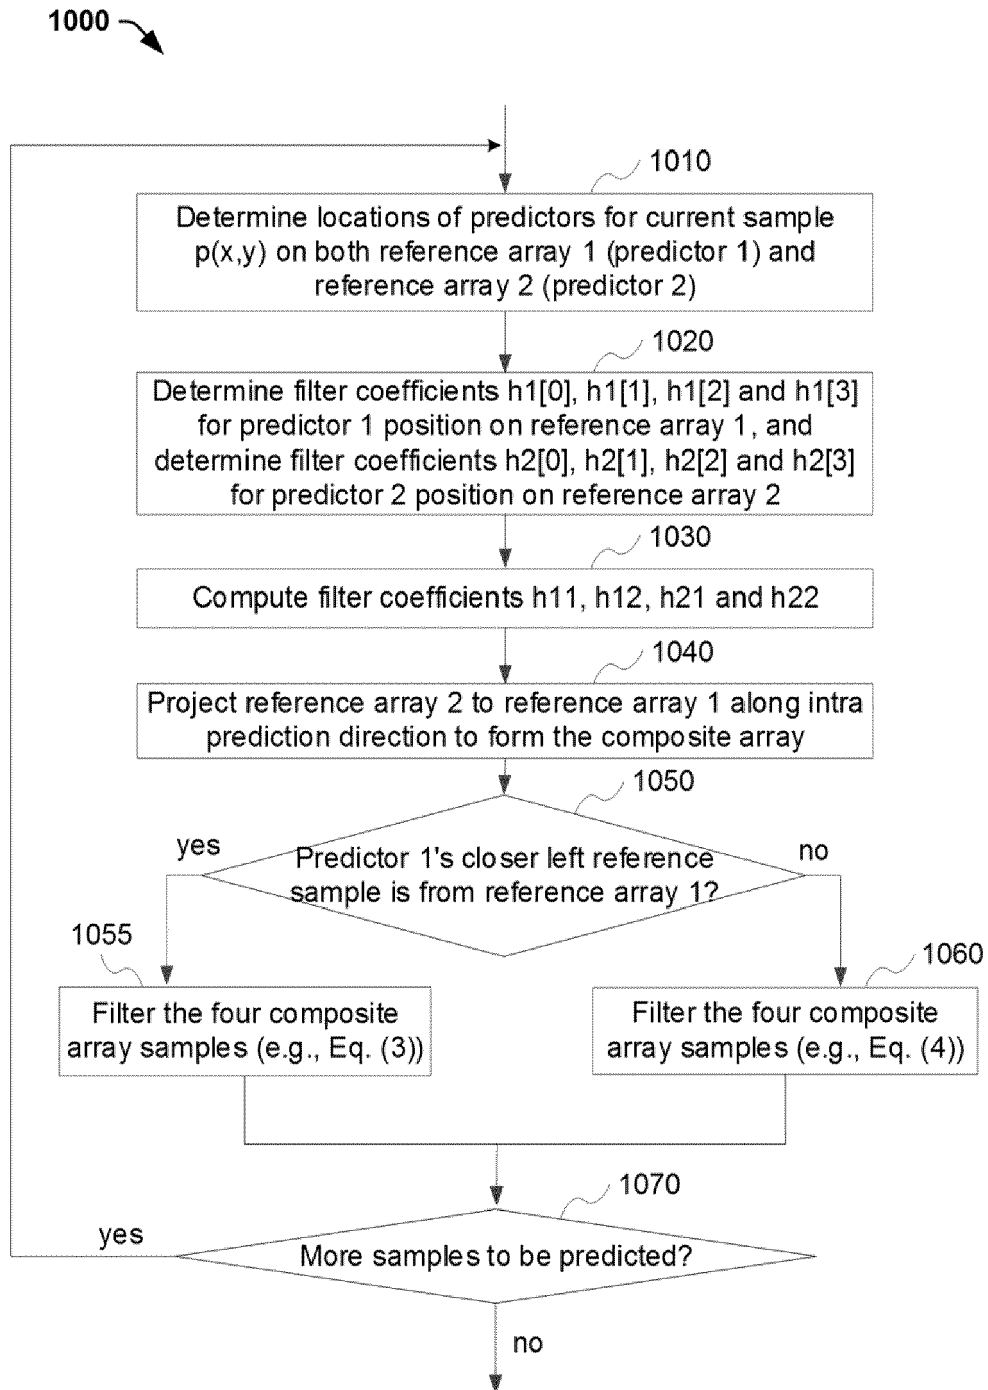 1000
1010
Determine locations of predictors for current sample
p(x,y) on both reference array 1 (predictor 1) and
reference array 2 (predictor 2)
1020
Determine filter coefficients h1[0], h1[1], h1[2] and h1[3]
for predictor 1 position on reference array 1, and
determine filter coefficients h2[0], h2[1], h2[2] and h2[3]
for predictor 2 position on reference array 2
1030
Compute filter coefficients h11, h12, h21 and h22
1040
Project reference array 2 to reference array 1 along intra
prediction direction to form the composite array
1050
yes
no
Predictor 1's closer left reference
sample is from reference array 1?
1055
1060
Filter the four composite
array samples (e.g., Eq. (3))
Filter the four composite
array samples (e.g., Eq. (4))
1070
yes
More samples to be predicted?
no